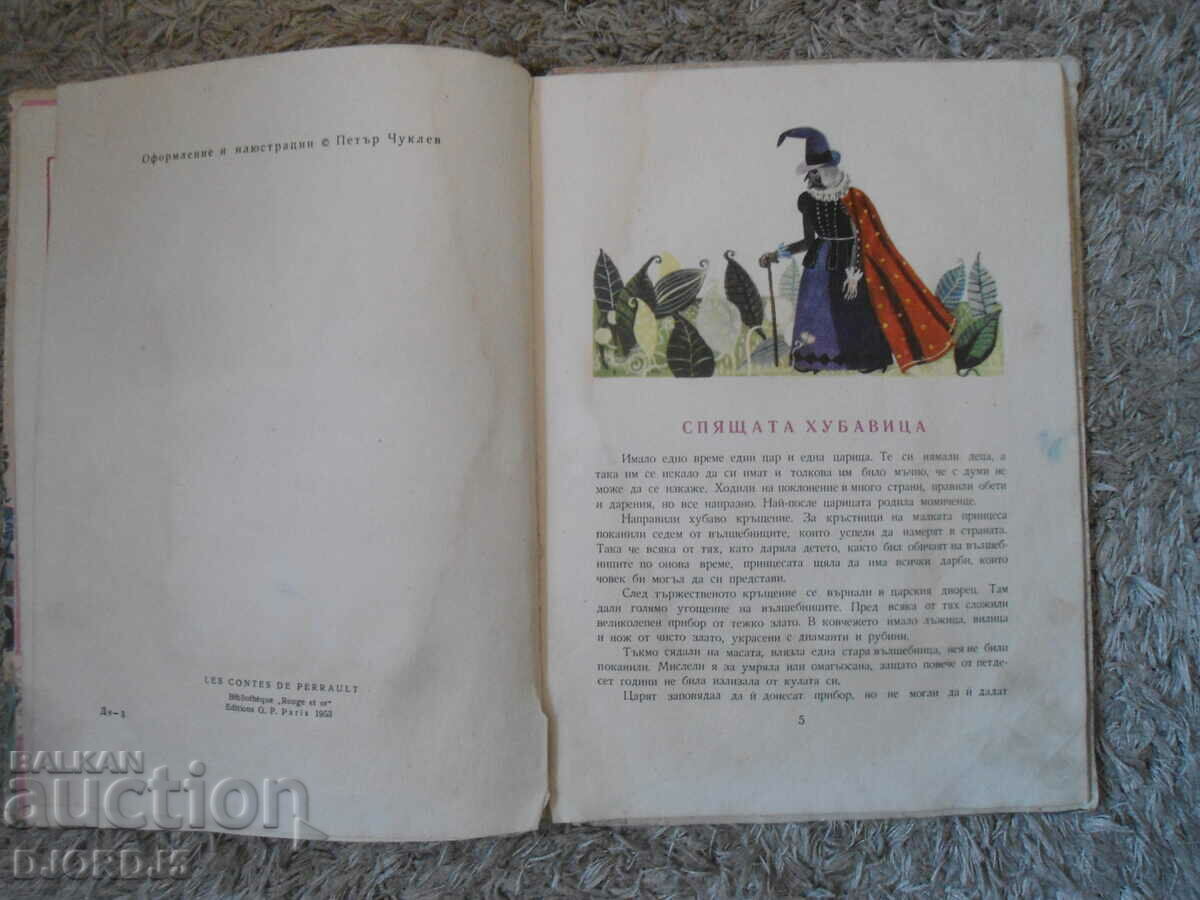 Оформление и илюстрации © Петър Чуклев
LES CONTES DE PERRAULT
Bibliothèque „Rouge et or"
Editions G. P. Paris 1953
Дч-3
СПЯЩАТА ХУБАВИЦА
Имало едно време един цар и една царица. Те си нямали деца, а
така им се искало да си имат и толкова им било мъчно, че с думи не
може да се изкаже. Ходили на поклонение в много страни, правили обети
и дарения, но все напразно. Най-после царицата родила момиченце.
Направили хубаво кръщение. За кръстници на малката принцеса
поканили седем от вълшебниците, които успели да намерят в страната.
Така че всяка от тях, като даряла детето, както бил обичаят на вълшеб-
ниците по онова време, принцесата щяла да има всички дарби, които
човек би могъл да си представи.
След тържественото кръщение се върнали в царския дворец. Там
дали голямо угощение на вълшебниците. Пред всяка от тях сложили
великолепен прибор от тежко злато. В ковчежето имало лъжица, вилица
и нож от чисто злато, украсени с диаманти и рубини.
Тъкмо сядали на масата, влязла една стара вълшебница, нея не били
поканили. Мислели я за умряла или омагьосана, защото повече от петде-
сет години не била излизала от кулата си.
Царят заповядал да ѝ донесат прибор, но не могли да ѝ дадат
5
BALKAN
auction
DJORDJ5